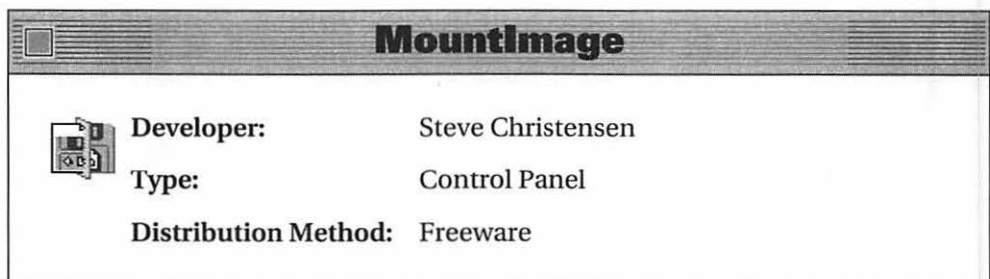 MountImage
Developer: Steve Christensen
Type: Control Panel
Distribution Method: Freeware